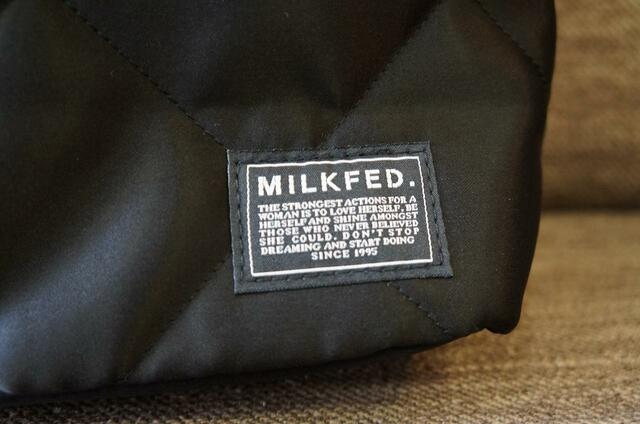 MILKFED.
THE STRONGEST ACTIONS FOR A
WOMAN IS TO LOVE HERSELF, BE
HERSELF AND SHINE AMONGST
THOSE WHO NEVER BELIEVED
SHE COULD. DON'T STOP
DREAMING AND START DOING
SINCE 1995